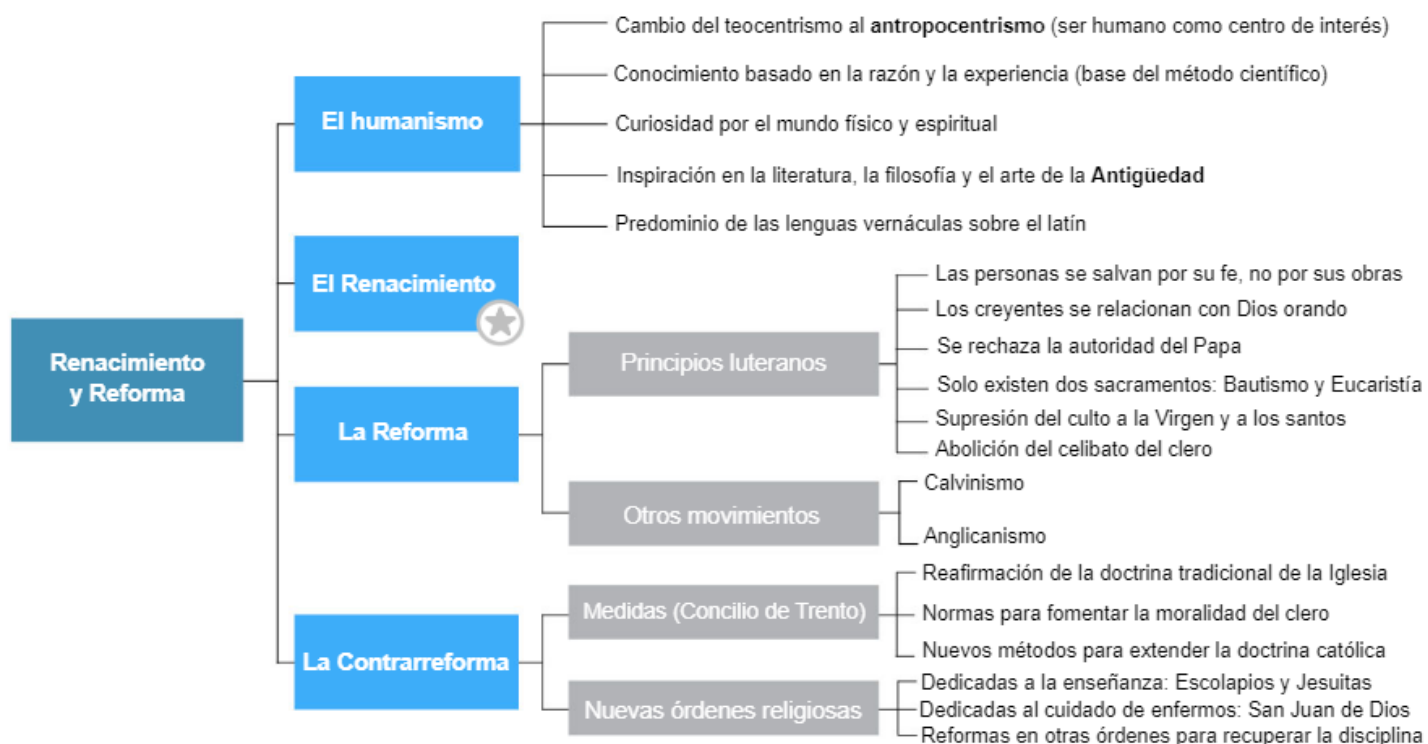 Renacimiento
y Reforma
El humanismo
Cambio del teocentrismo al antropocentrismo (ser humano como centro de interés)
Conocimiento basado en la razón y la experiencia (base del método científico)
Curiosidad por el mundo físico y espiritual
Inspiración en la literatura, la filosofía y el arte de la Antigüedad
Predominio de las lenguas vernáculas sobre el latín
El Renacimiento
La Reforma
Principios luteranos
Las personas se salvan por su fe, no por sus obras
Los creyentes se relacionan con Dios orando
Se rechaza la autoridad del Papa
Solo existen dos sacramentos: Bautismo y Eucaristía
Supresión del culto a la Virgen y a los santos
Abolición del celibato del clero
Otros movimientos
Calvinismo
Anglicanismo
La Contrarreforma
Medidas (Concilio de Trento)
Reafirmación de la doctrina tradicional de la Iglesia
Normas para fomentar la moralidad del clero
Nuevos métodos para extender la doctrina católica
Nuevas órdenes religiosas
Dedicadas a la enseñanza: Escolapios y Jesuitas
Dedicadas al cuidado de enfermos: San Juan de Dios
Reformas en otras órdenes para recuperar la disciplina